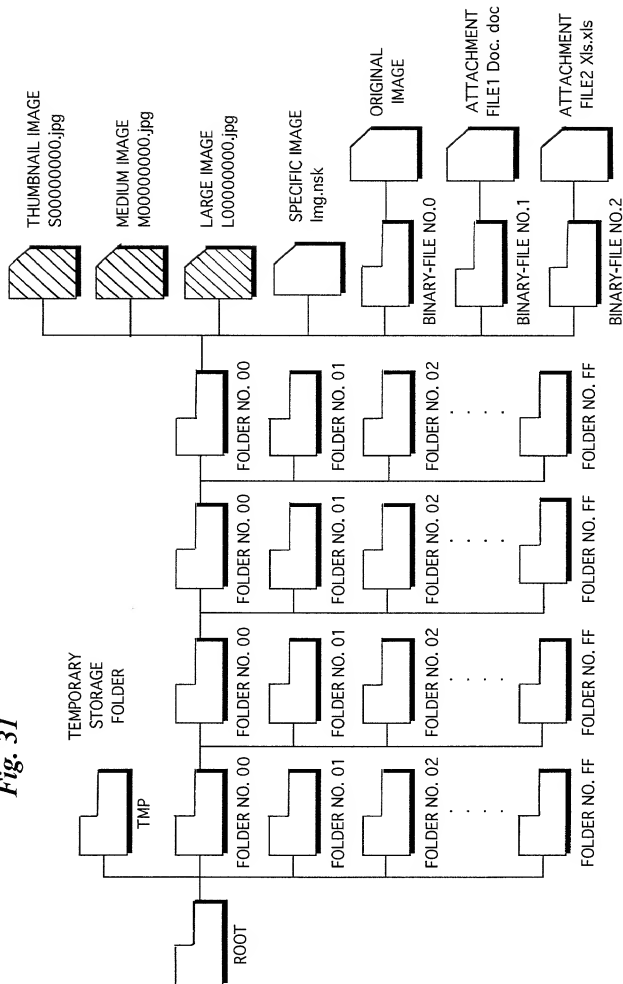 Fig. 31
ROOT
TMP
TEMPORARY
STORAGE
FOLDER
FOLDER NO. 00
FOLDER NO. 01
FOLDER NO. 02
FOLDER NO. FF
FOLDER NO. 00
FOLDER NO. 01
FOLDER NO. 02
FOLDER NO. FF
FOLDER NO. 00
FOLDER NO. 01
FOLDER NO. 02
FOLDER NO. FF
FOLDER NO. 00
FOLDER NO. 01
FOLDER NO. 02
FOLDER NO. FF
THUMBNAIL IMAGE
S00000000.jpg
MEDIUM IMAGE
M00000000.jpg
LARGE IMAGE
L00000000.jpg
SPECIFIC IMAGE
Img.nsk
BINARY-FILE NO.0
ORIGINAL
IMAGE
BINARY-FILE NO.1
ATTACHMENT
FILE1 Doc. doc
BINARY-FILE NO.2
ATTACHMENT
FILE2 Xls.xls